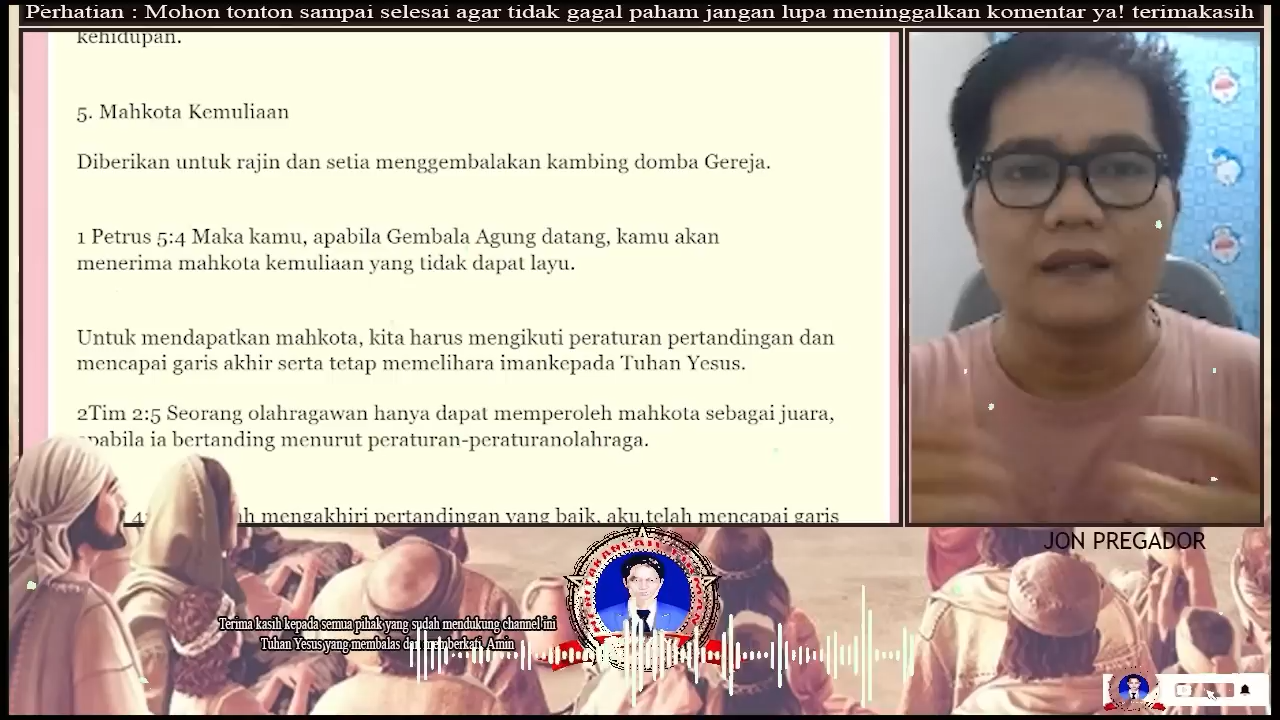 Perhatian : Mohon tonton sampai selesai agar tidak gagal paham jangan lupa meninggalkan komentar ya! terimakasih
kehidupan.
5. Mahkota Kemuliaan
Diberikan untuk rajin dan setia menggembalakan kambing domba Gereja.
1 Petrus 5:4 Maka kamu, apabila Gembala Agung datang, kamu akan
menerima mahkota kemuliaan yang tidak dapat layu.
Untuk mendapatkan mahkota, kita harus mengikuti peraturan pertandingan dan
mencapai garis akhir serta tetap memelihara imankepada Tuhan Yesus.
2Tim 2:5 Seorang olahragawan hanya dapat memperoleh mahkota sebagai juara,
apabila ia bertanding menurut peraturan-peraturanolahraga.
mengakhiri pertandingan yang baik, aku telah mencapai garis
JON PREGADOR
Terima kasih kepada semua pihak yang sudah mendukung channel ini
Tuhan Yesus yang membalas dan memberkati, Amin